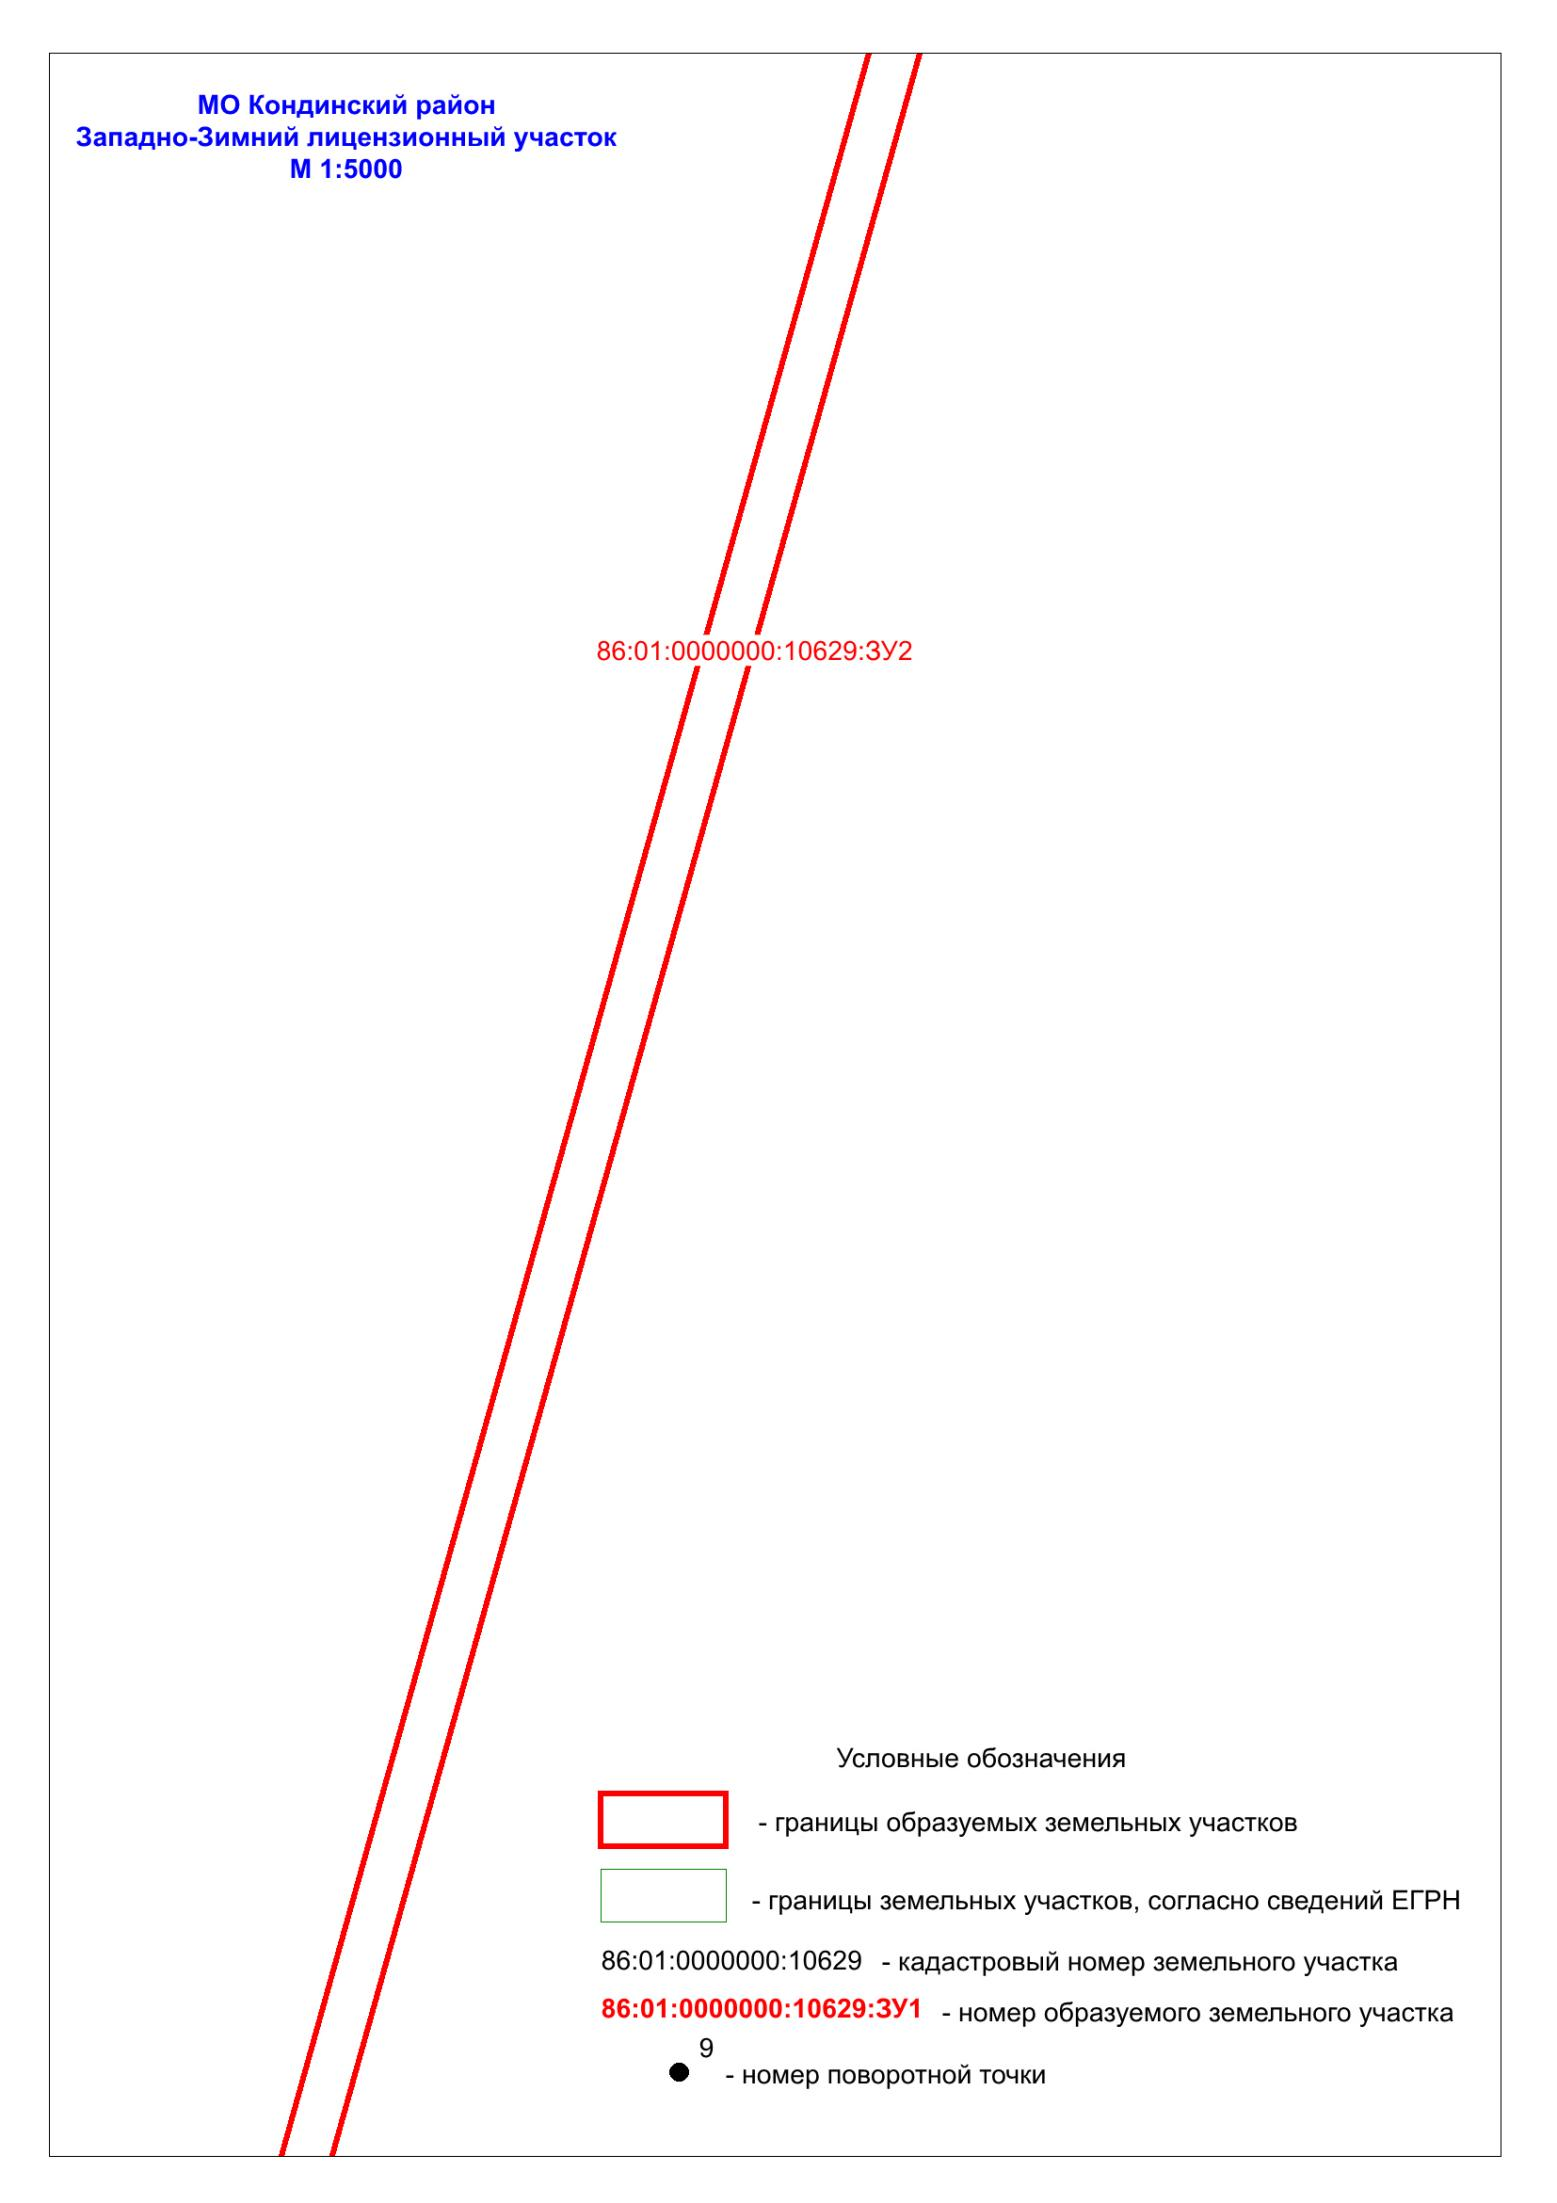 МО Кондинский район
Западно-Зимний лицензионный участок
М 1:5000
86:01:0000000:10629:ЗУ2
Условные обозначения
- границы образуемых земельных участков
- границы земельных участков, согласно сведений ЕГРН
86:01:0000000:10629 - кадастровый номер земельного участка
86:01:0000000:10629:ЗУ1 - номер образуемого земельного участка
9
- номер поворотной точки